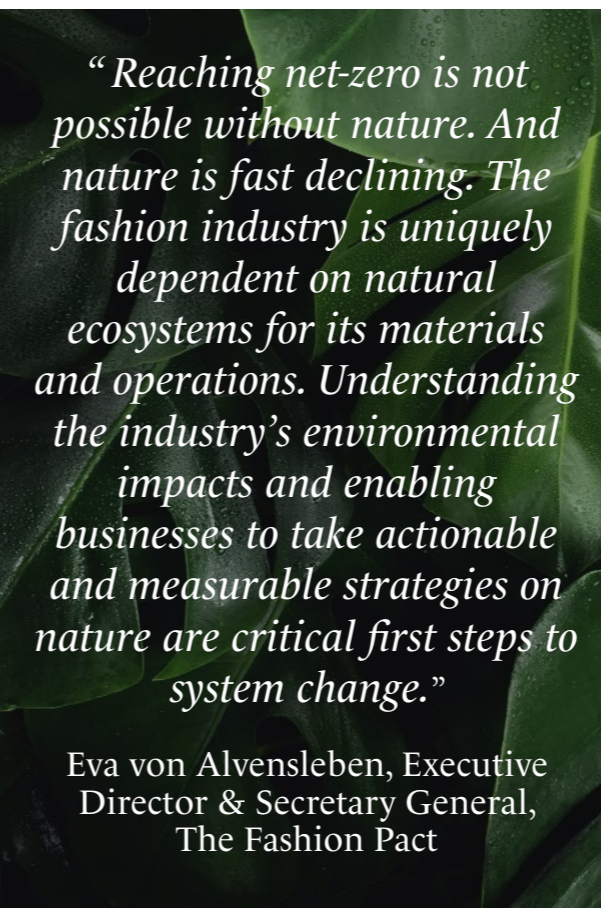 “ Reaching net-zero is not
possible without nature. And
nature is fast declining. The
fashion industry is uniquely
dependent on natural
ecosystems for its materials
and operations. Understanding
the industry’s environmental
impacts and enabling
businesses to take actionable
and measurable strategies on
nature are critical first steps to
system change.”
Eva von Alvensleben, Executive
Director & Secretary General,
The Fashion Pact